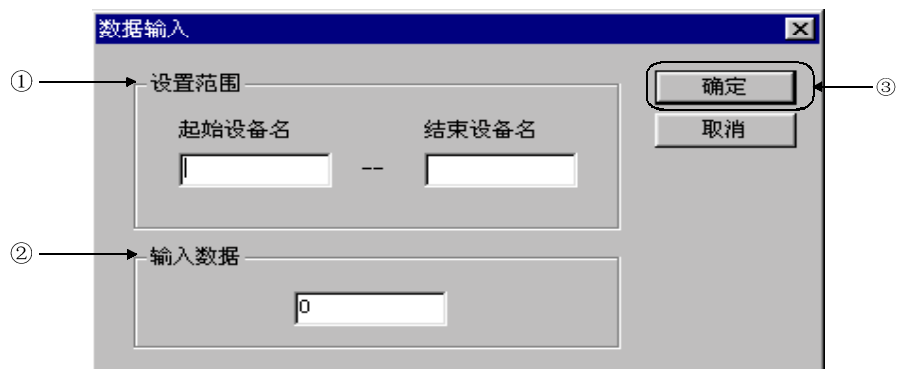 数据输入
① 设置范围 确定 ③
起始设备名 结束设备名 取消
--
② 输入数据
0